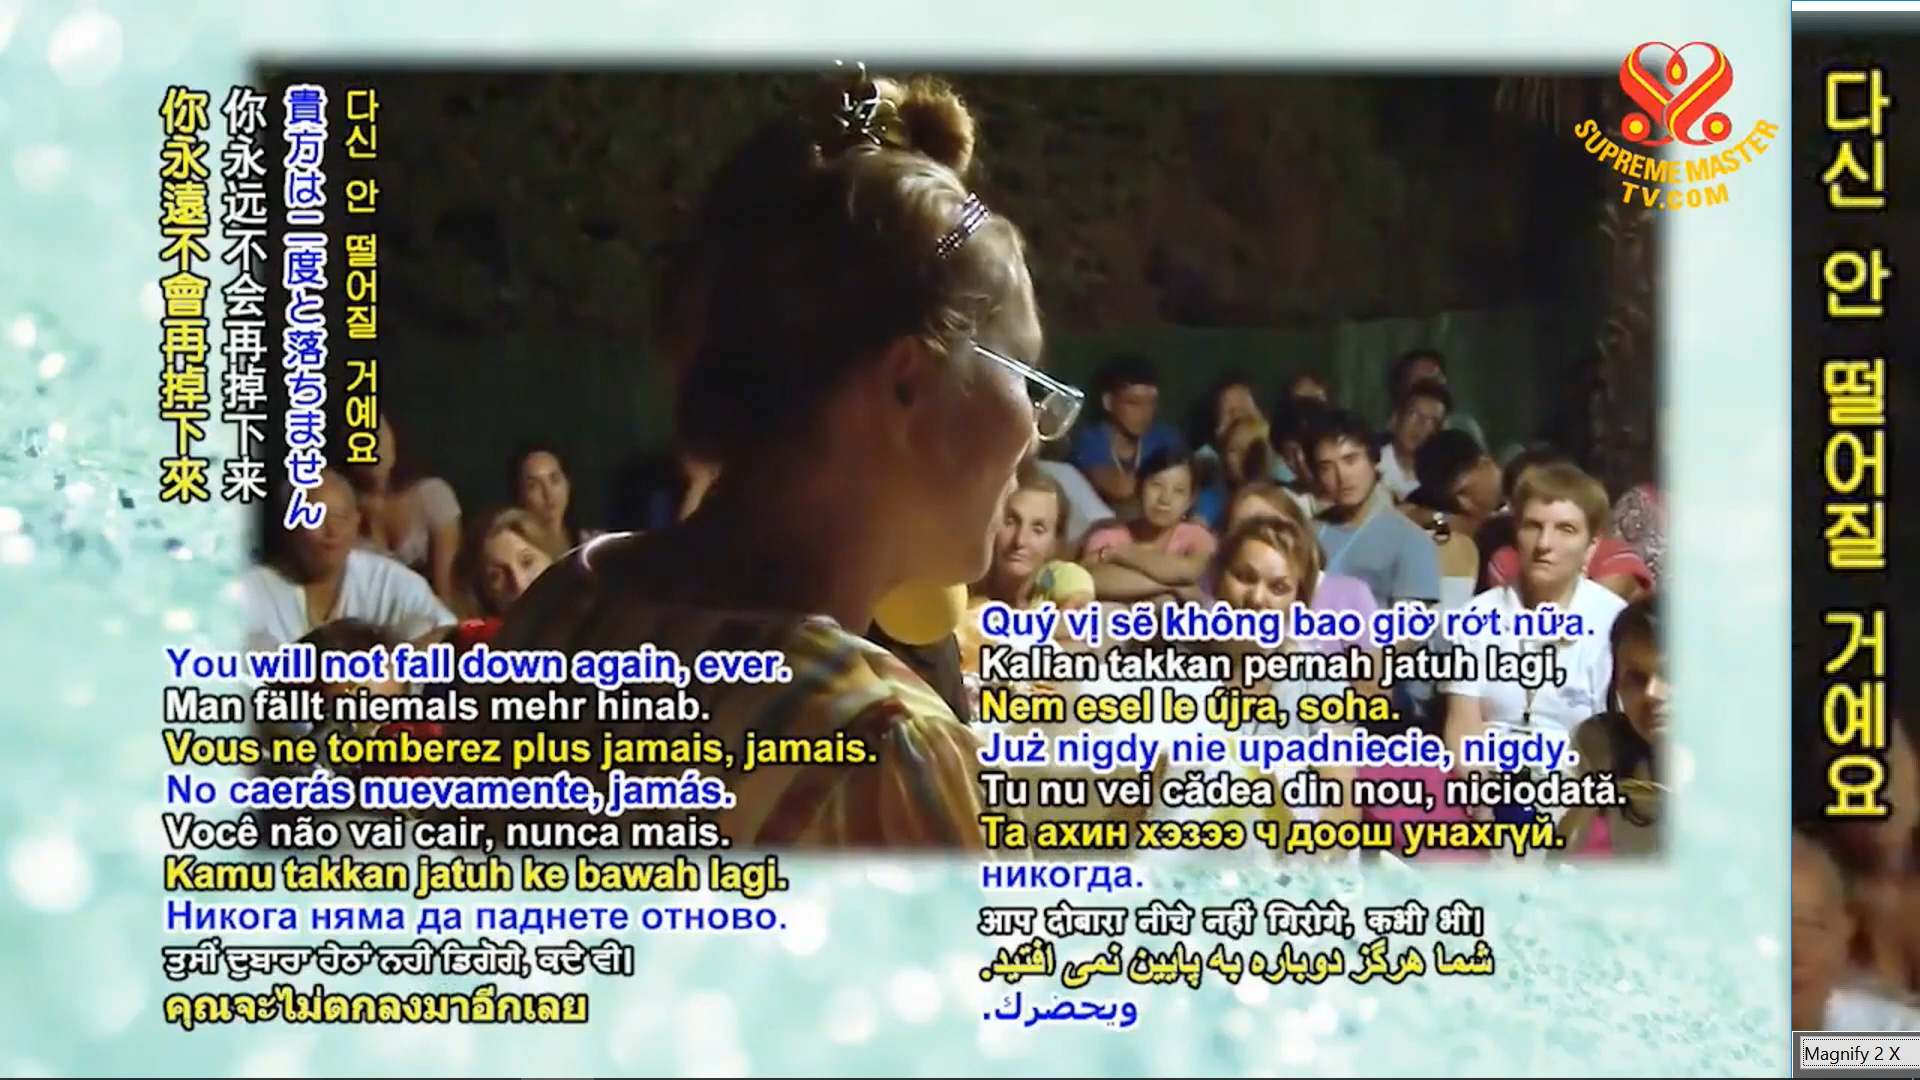 你永遠不會再掉下來
你永远不会再掉下来
貴方は二度と落ちません
다신 안 떨어질 거예요
SUPREME MASTER
TV.COM
You will not fall down again, ever.
Man fällt niemals mehr hinab.
Vous ne tomberez plus jamais, jamais.
No caerás nuevamente, jamás.
Você não vai cair, nunca mais.
Kamu takkan jatuh ke bawah lagi.
Никога няма да паднете отново.
ਤੁਸੀਂ ਦੁਬਾਰਾ ਹੇਠਾਂ ਨਹੀ ਡਿਗੋਗੇ, ਕਦੇ ਵੀ।
คุณจะไม่ตกลงมาอีกเลย
Quý vị sẽ không bao giờ rớt nữa.
Kalian takkan pernah jatuh lagi,
Nem esel le újra, soha.
Już nigdy nie upadniecie, nigdy.
Tu nu vei cădea din nou, niciodată.
Та ахин хэзээ ч доош унахгүй.
никогда.
आप दोबारा नीचे नहीं गिरोगे, कभी भी।
شما هرگز دوباره به پایین نمی افتید.
ويحضرك.
다신 안 떨어질 거예요
Magnify 2 X